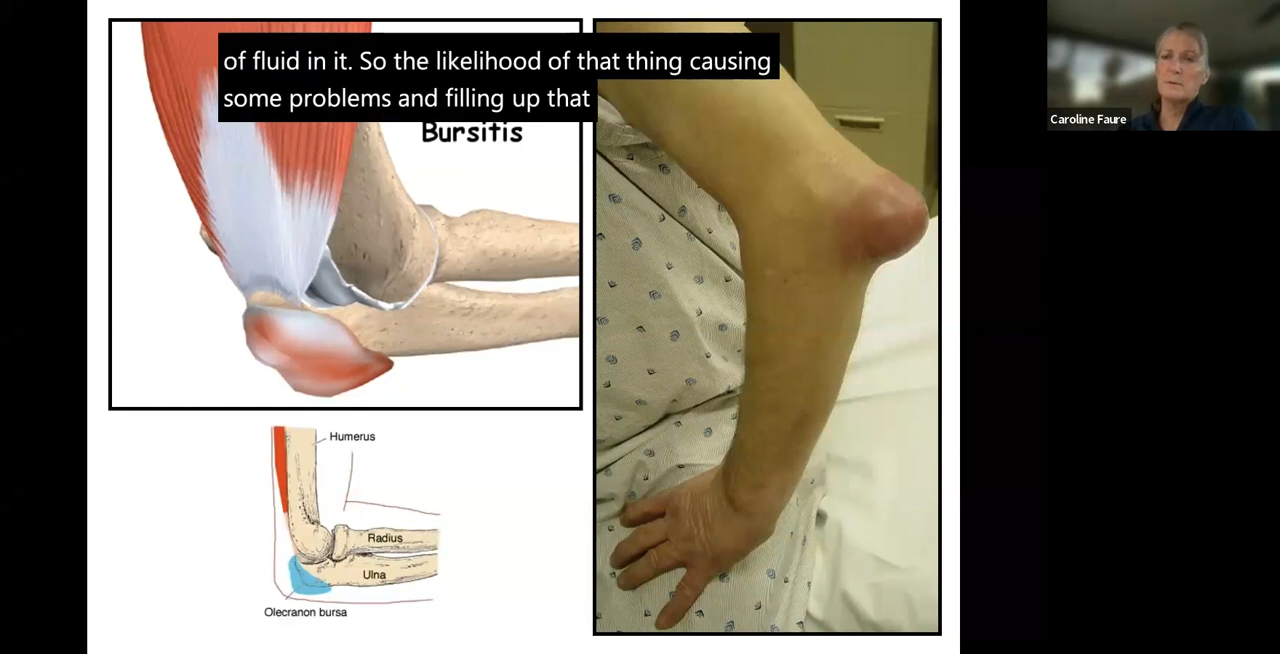 of fluid in it. So the likelihood of that thing causing
some problems and filling up that
Bursitis
Caroline Faure
Humerus
Radius
Ulna
Olecranon bursa